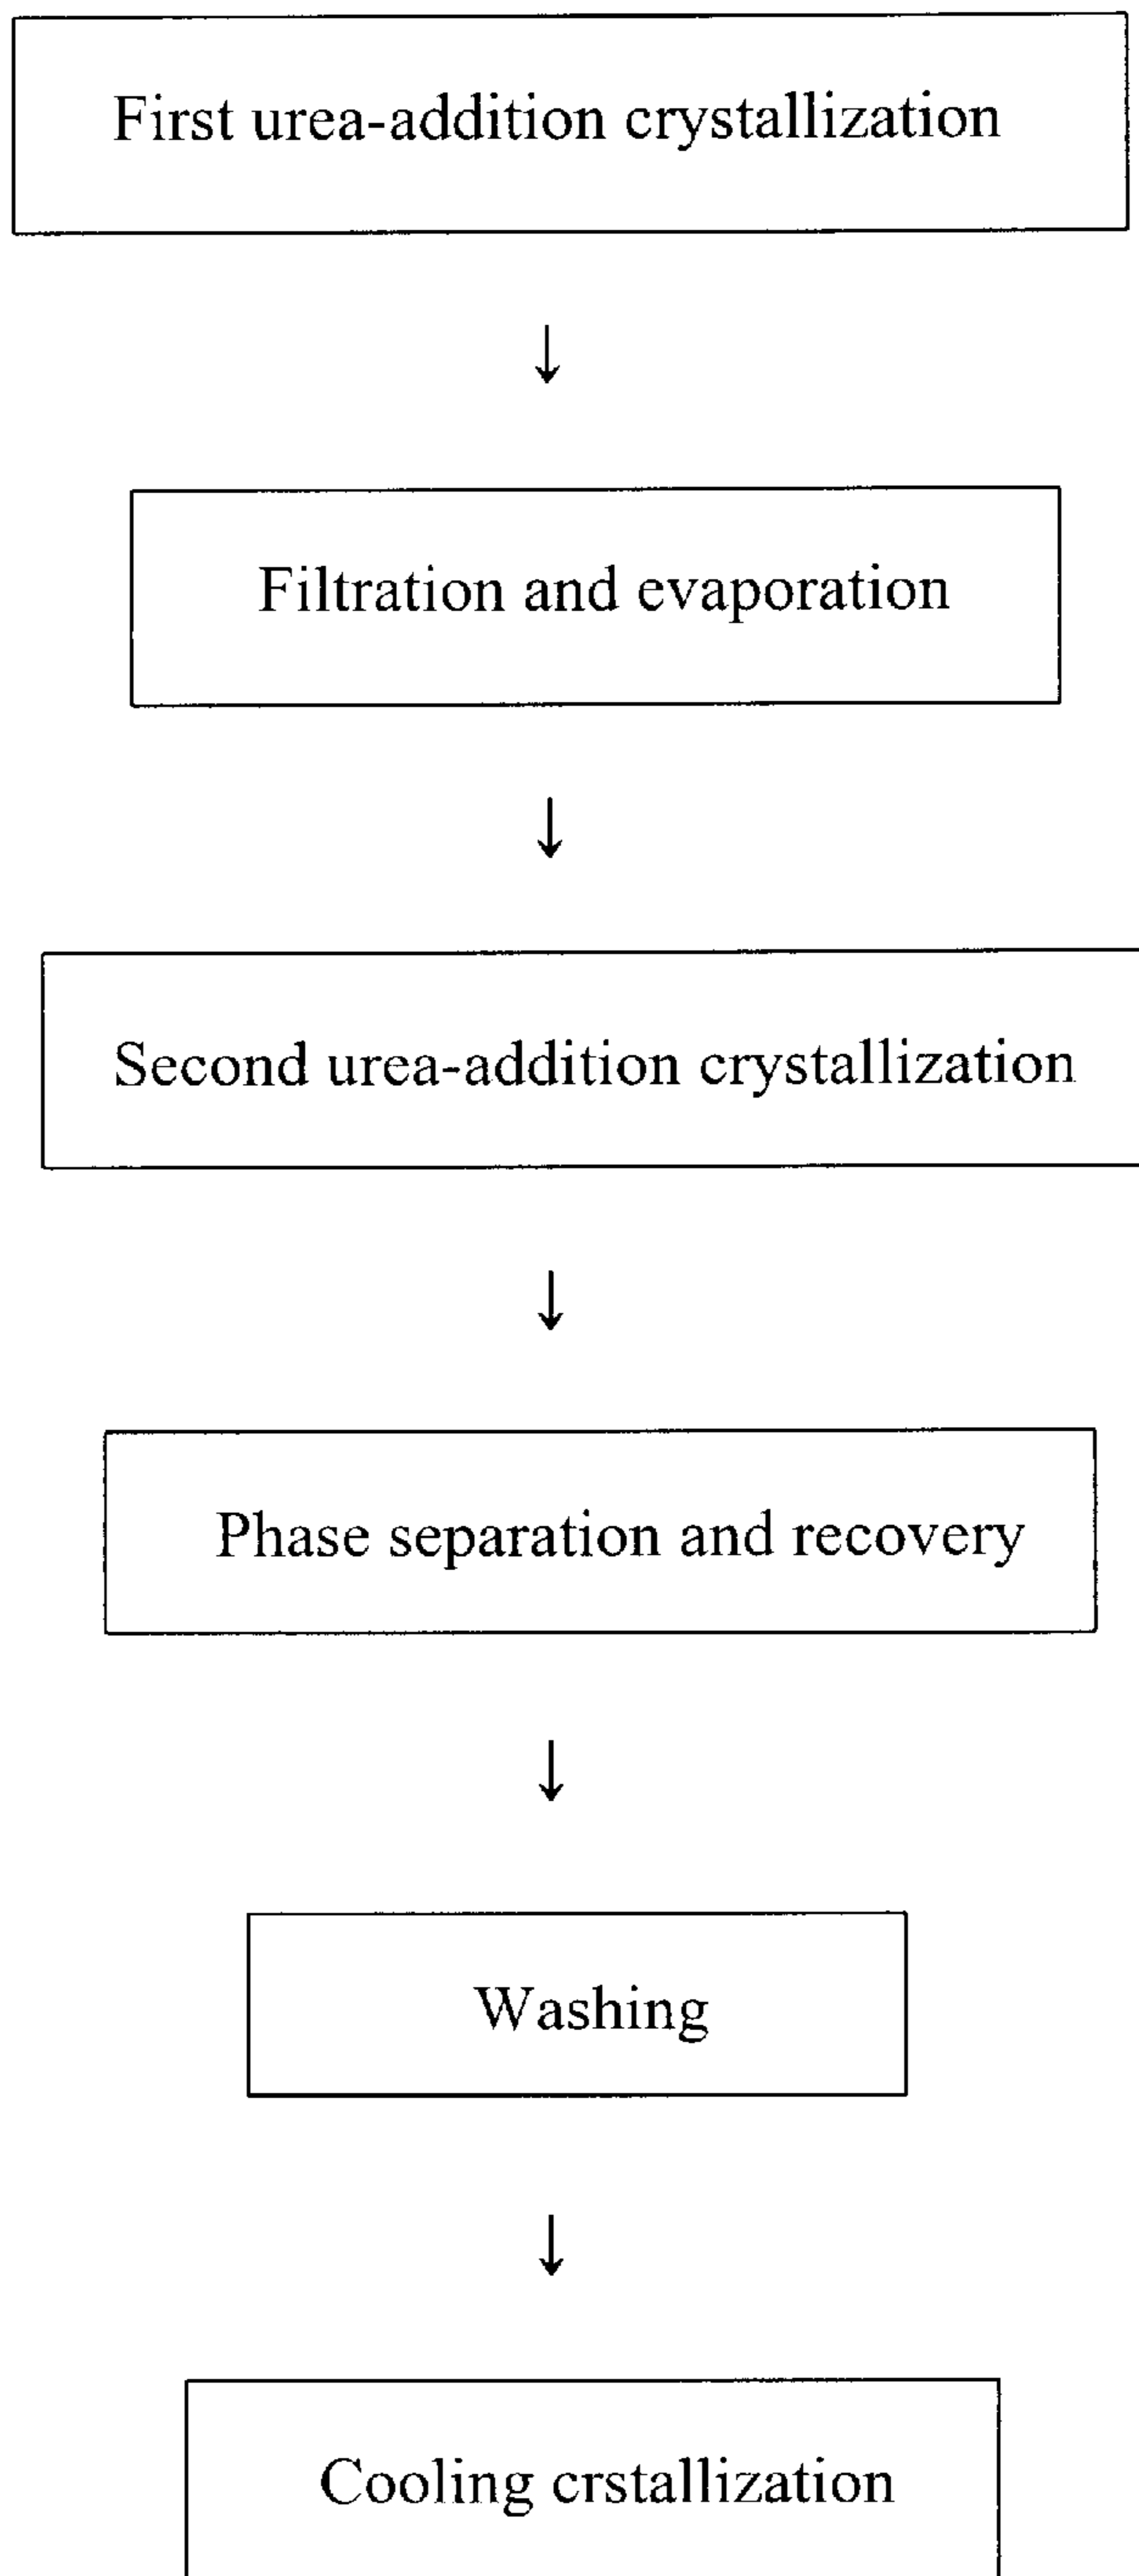 First urea-addition crystallization
↓
Filtration and evaporation
↓
Second urea-addition crystallization
↓
Phase separation and recovery
↓
Washing
↓
Cooling crstallization